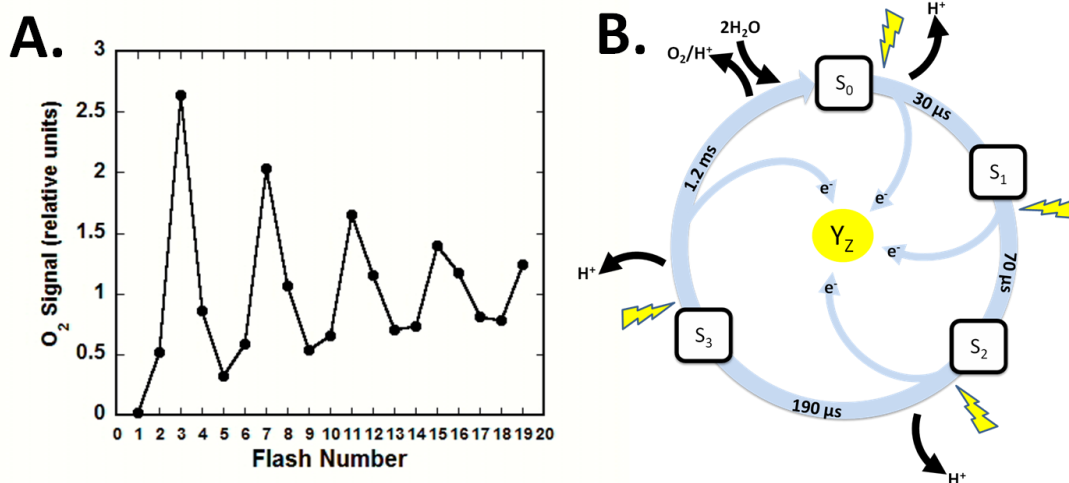 A.
O₂ Signal (relative units)
3
2.5
2
1.5
1
0.5
0
0 1 2 3 4 5 6 7 8 9 10 11 12 13 14 15 16 17 18 19 20
Flash Number
B.
2H₂O
O₂/H⁺
H⁺
S₀
30 µs
S₁
70 µs
S₂
H⁺
190 µs
S₃
H⁺
1.2 ms
e⁻
e⁻
e⁻
e⁻
Y_Z